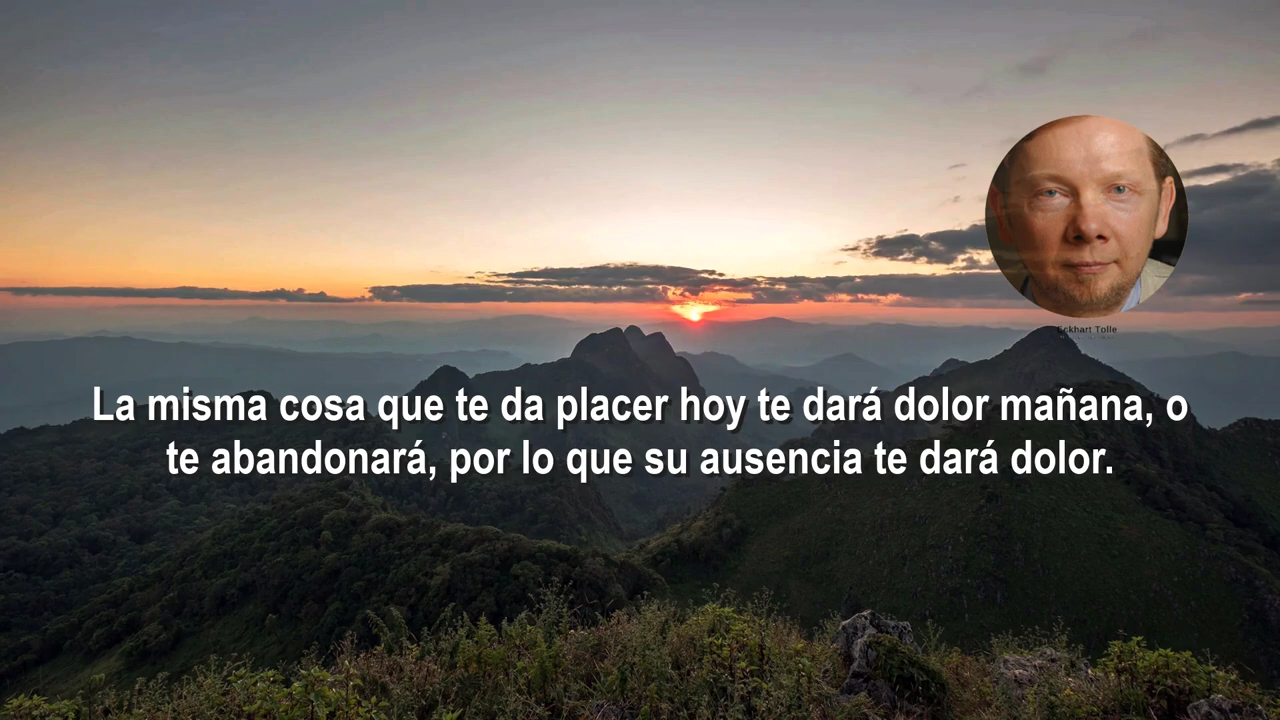 Eckhart Tolle
La misma cosa que te da placer hoy te dará dolor mañana, o
te abandonará, por lo que su ausencia te dará dolor.